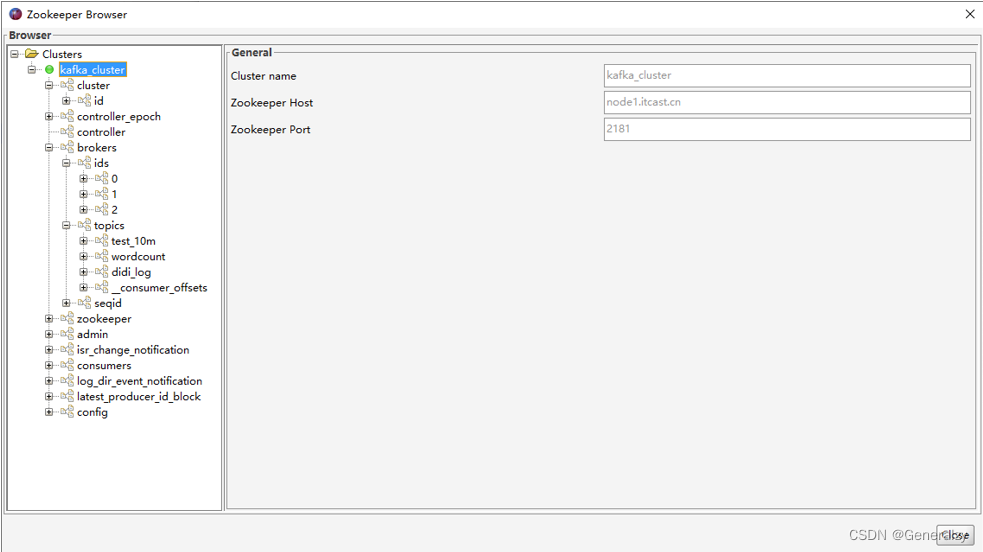 Zookeeper Browser
Browser
Clusters
kafka_cluster
cluster
id
controller_epoch
controller
brokers
ids
0
1
2
topics
test_10m
wordcount
didi_log
__consumer_offsets
seqid
zookeeper
admin
isr_change_notification
consumers
log_dir_event_notification
latest_producer_id_block
config
General
Cluster name kafka_cluster
Zookeeper Host node1.itcast.cn
Zookeeper Port 2181
Close
CSDN